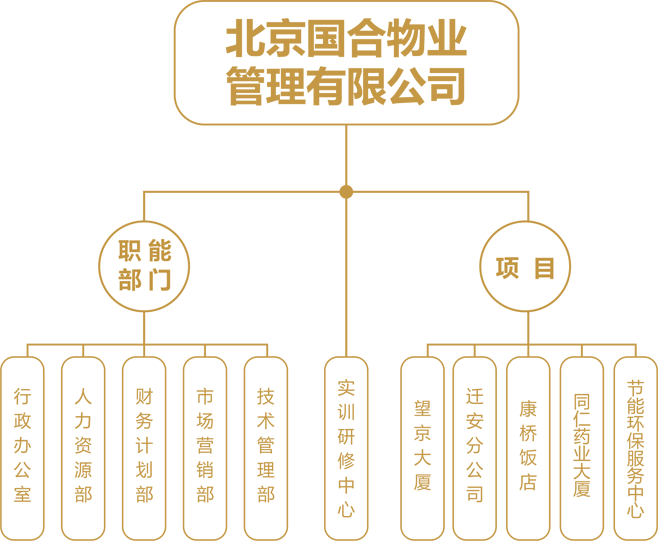 北京国合物业
管理有限公司
职能
部门
项目
行政办公室
人力资源部
财务计划部
市场营销部
技术管理部
实训研修中心
望京大厦
迁安分公司
康桥饭店
同仁药业大厦
节能环保服务中心